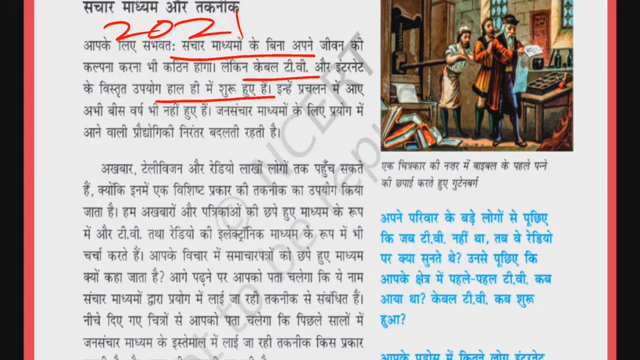 संचार माध्यम और तकनीक
2021
आपके लिए संभवत: संचार माध्यमों के बिना अपने जीवन की
कल्पना करना भी कठिन होगा। लेकिन केबल टी.वी. और इंटरनेट
के विस्तृत उपयोग हाल ही में शुरू हुए हैं। इन्हें प्रचलन में आए
अभी बीस वर्ष भी नहीं हुए हैं। जनसंचार माध्यमों के लिए प्रयोग में
आने वाली प्रौद्योगिकी निरंतर बदलती रहती है।
अखबार, टेलीविजन और रेडियो लाखों लोगों तक पहुँच सकते
हैं, क्योंकि इनमें एक विशिष्ट प्रकार की तकनीक का उपयोग किया
जाता है। हम अखबारों और पत्रिकाओं की छपे हुए माध्यम के रूप
में और टी.वी. तथा रेडियो की इलेक्ट्रॉनिक माध्यम के रूप में भी
चर्चा करते हैं। आपके विचार में समाचारपत्रों को छपे हुए माध्यम
क्यों कहा जाता है? आगे पढ़ने पर आपको पता चलेगा कि ये नाम
संचार माध्यमों द्वारा प्रयोग में लाई जा रही तकनीक से संबंधित हैं।
नीचे दिए गए चित्रों से आपको पता चलेगा कि पिछले सालों में
जनसंचार माध्यम के इस्तेमाल में लाई जा रही तकनीक किस प्रकार
एक चित्रकार की नज़र में बाइबल के पहले पन्ने
की छपाई करते हुए गुटेनबर्ग
अपने परिवार के बड़े लोगों से पूछिए
कि जब टी.वी. नहीं था, तब वे रेडियो
पर क्या सुनते थे? उनसे पूछिए कि
आपके क्षेत्र में पहले-पहल टी.वी. कब
आया था? केबल टी.वी. कब शुरू
हुआ?
आपके पड़ोस में कितने लोग इंटरनेट
© NCERT